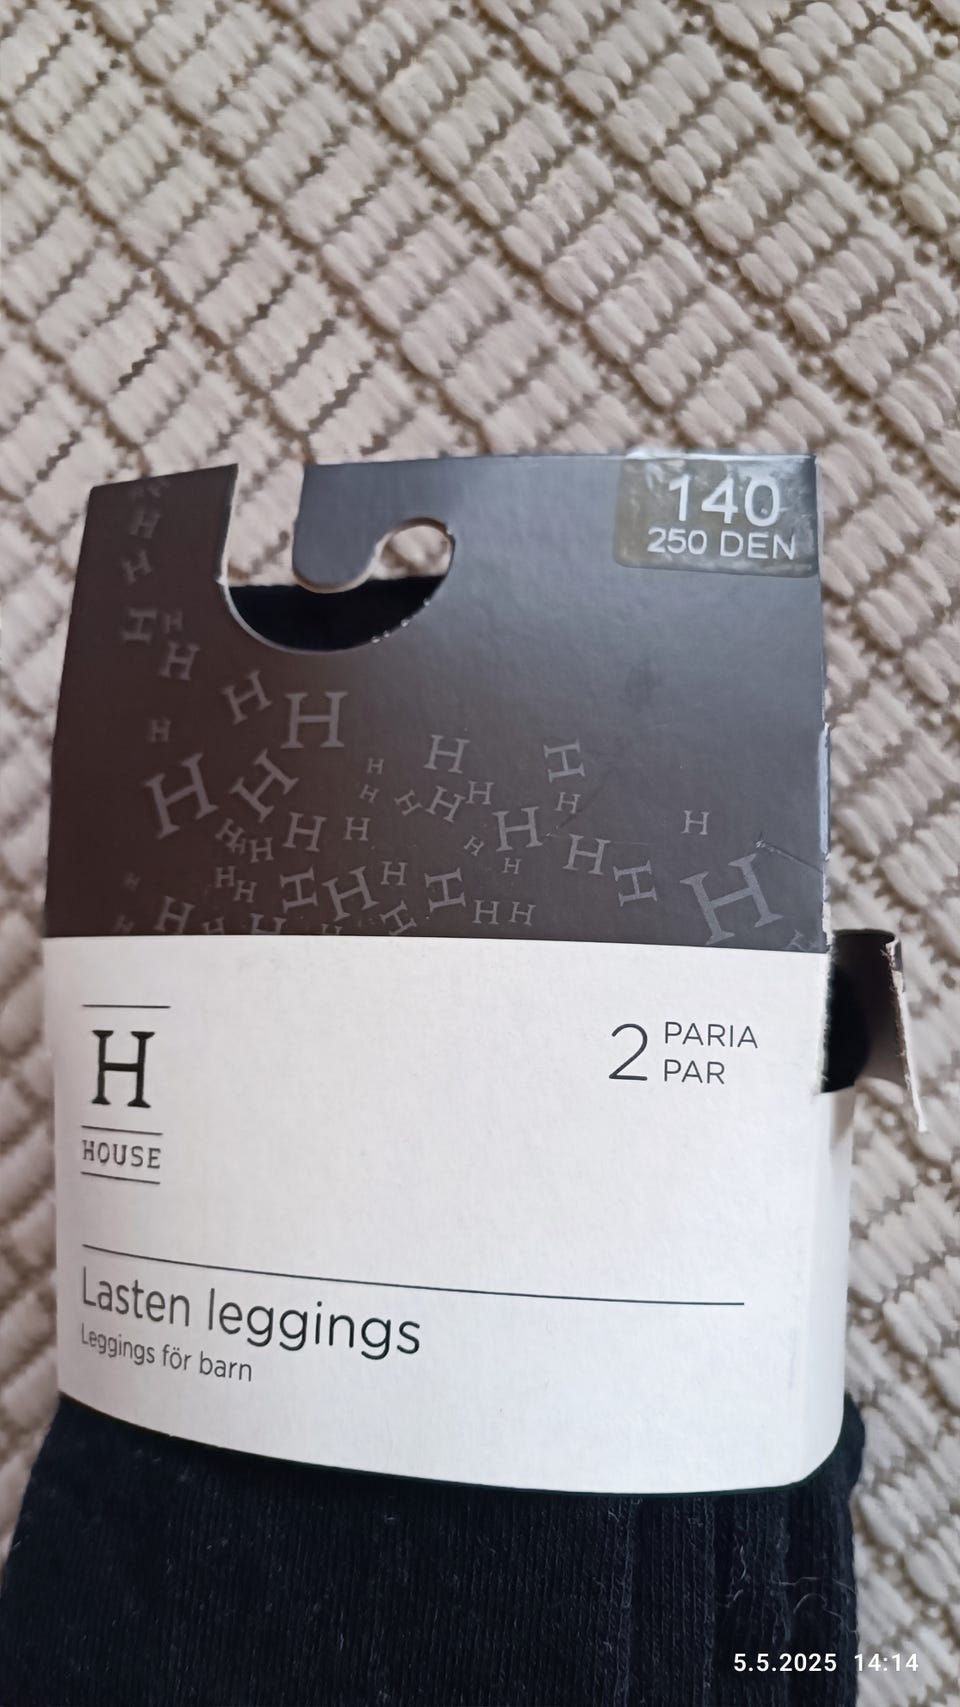 140
250 DEN
H
HOUSE
2 PARIA
PAR
Lasten leggings
Leggings för barn
5.5.2025 14:14